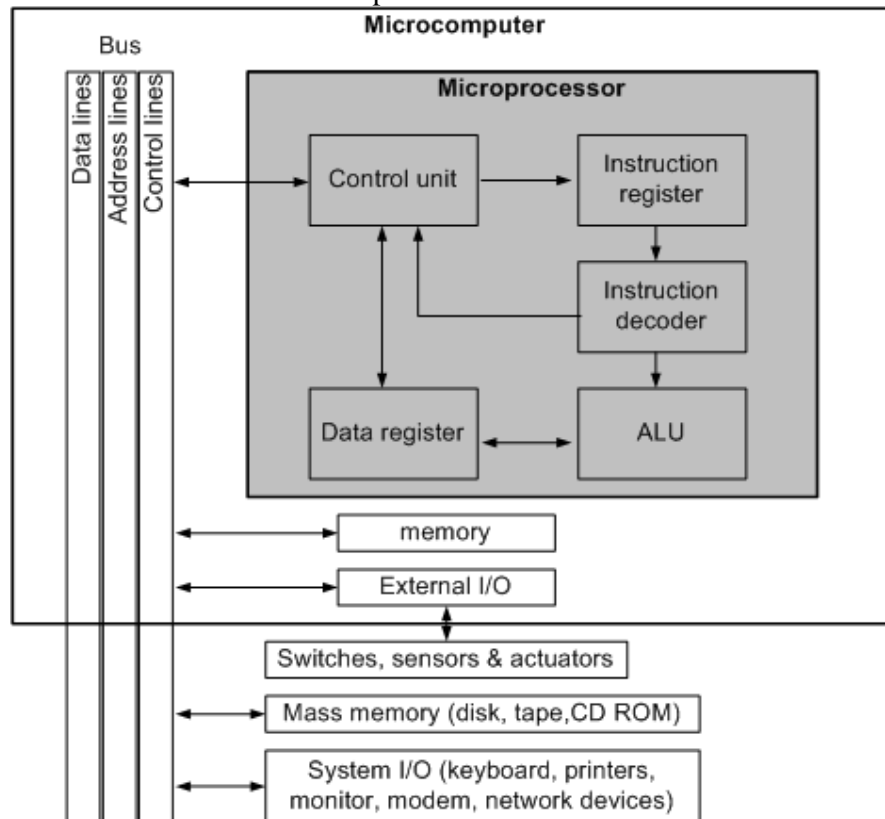 Microcomputer
Bus
Data lines
Address lines
Control lines
Microprocessor
Control unit
Instruction
register
Instruction
decoder
Data register
ALU
memory
External I/O
Switches, sensors & actuators
Mass memory (disk, tape,CD ROM)
System I/O (keyboard, printers,
monitor, modem, network devices)